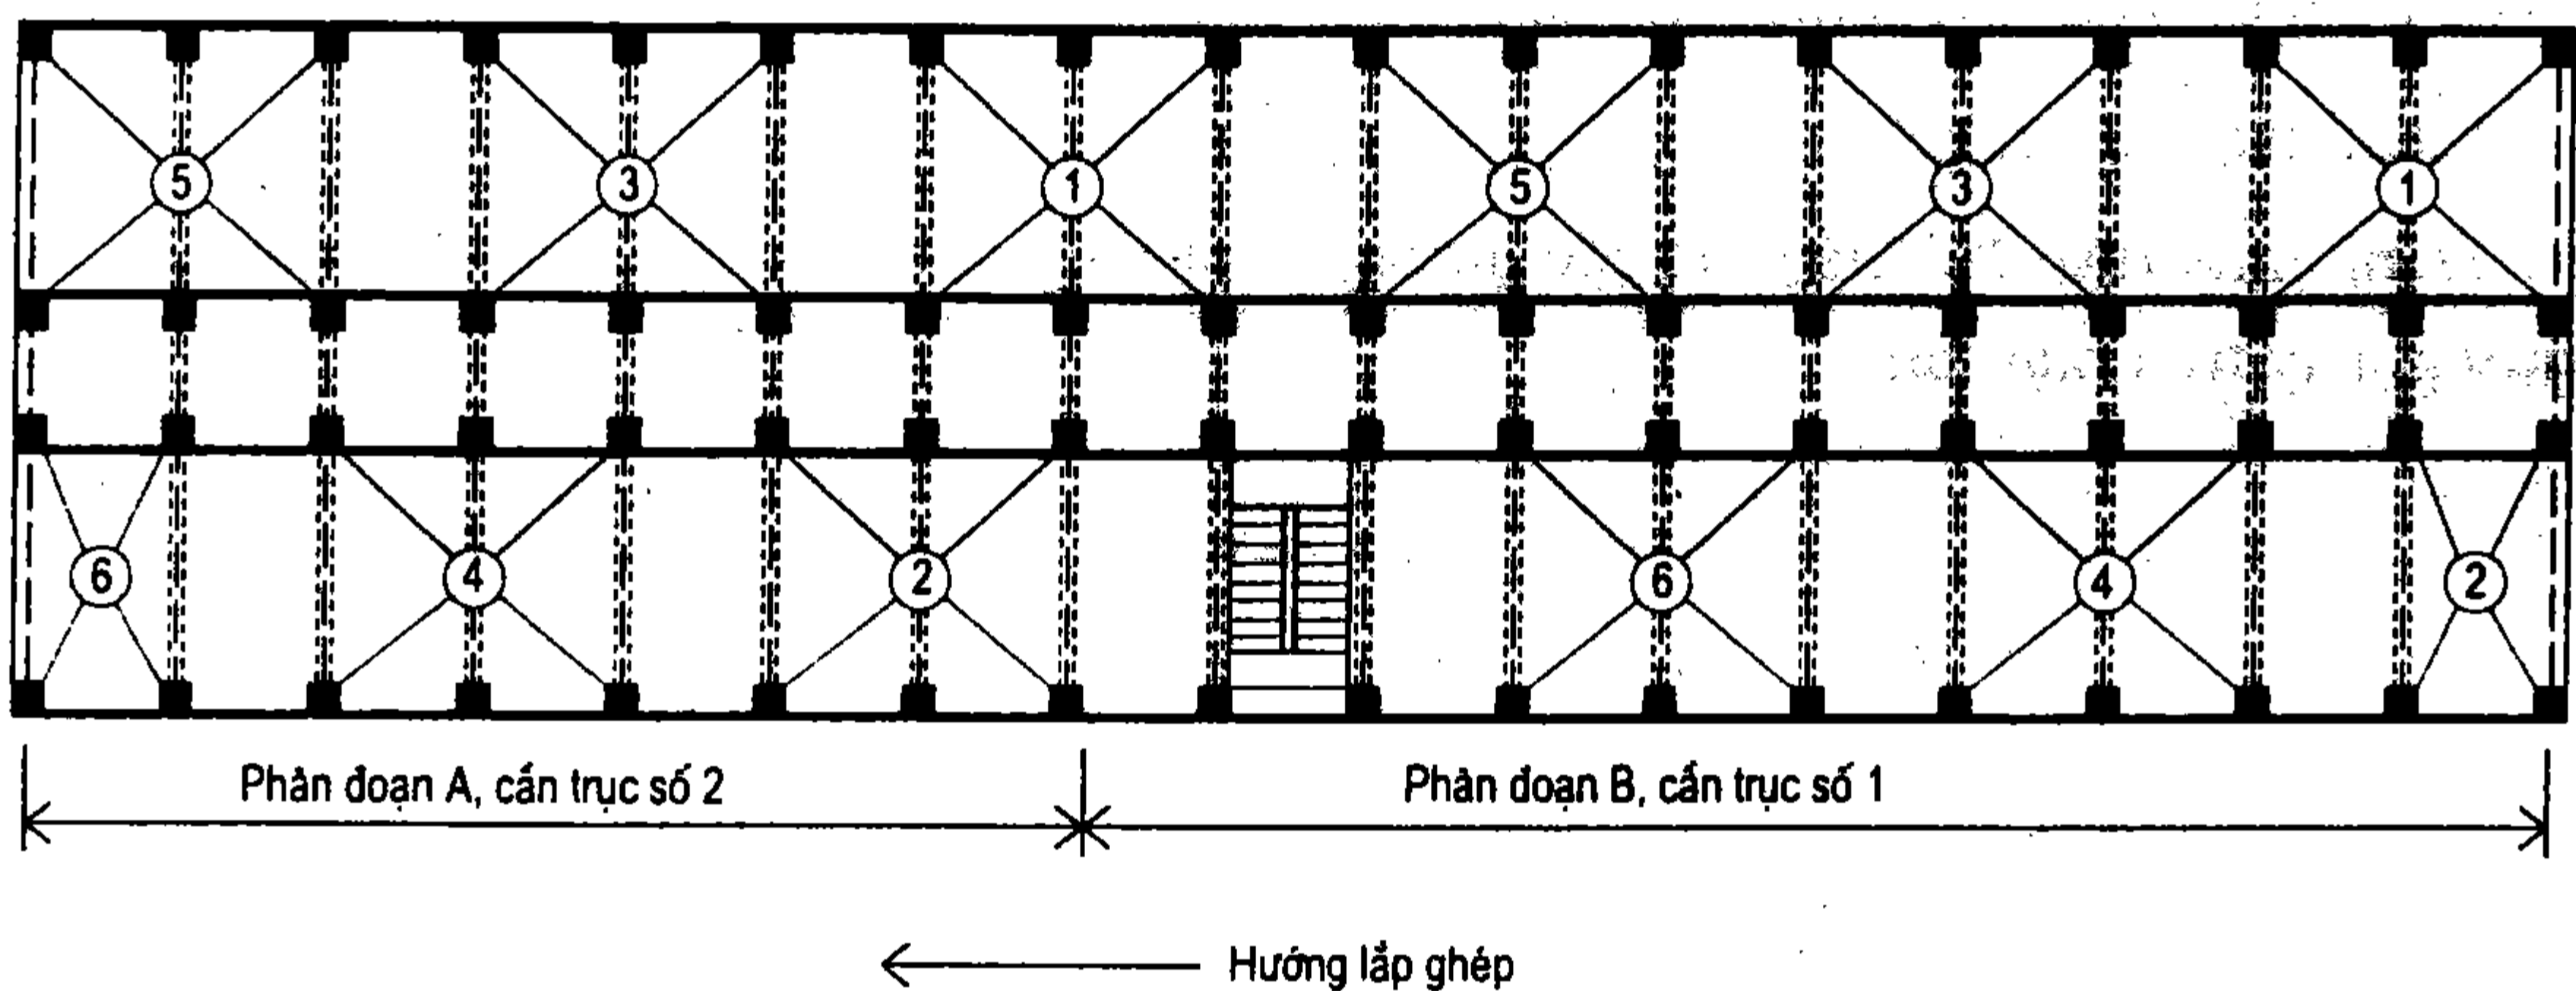 5 3 1 5 3 1
6 4 2 6 4 2
Phân đoạn A, cần trục số 2
Phân đoạn B, cần trục số 1
Hướng lắp ghép